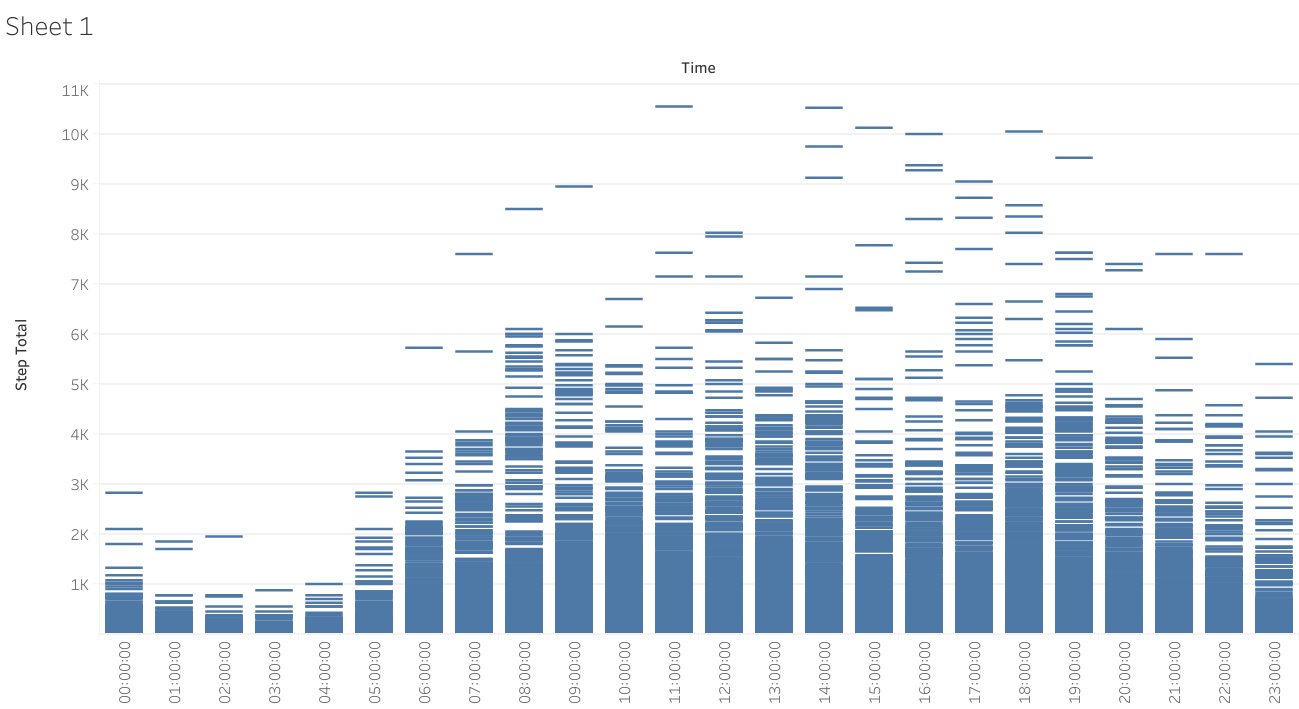 Sheet 1
Time
Step Total
11K
10K
9K
8K
7K
6K
5K
4K
3K
2K
1K
00:00:00
01:00:00
02:00:00
03:00:00
04:00:00
05:00:00
06:00:00
07:00:00
08:00:00
09:00:00
10:00:00
11:00:00
12:00:00
13:00:00
14:00:00
15:00:00
16:00:00
17:00:00
18:00:00
19:00:00
20:00:00
21:00:00
22:00:00
23:00:00